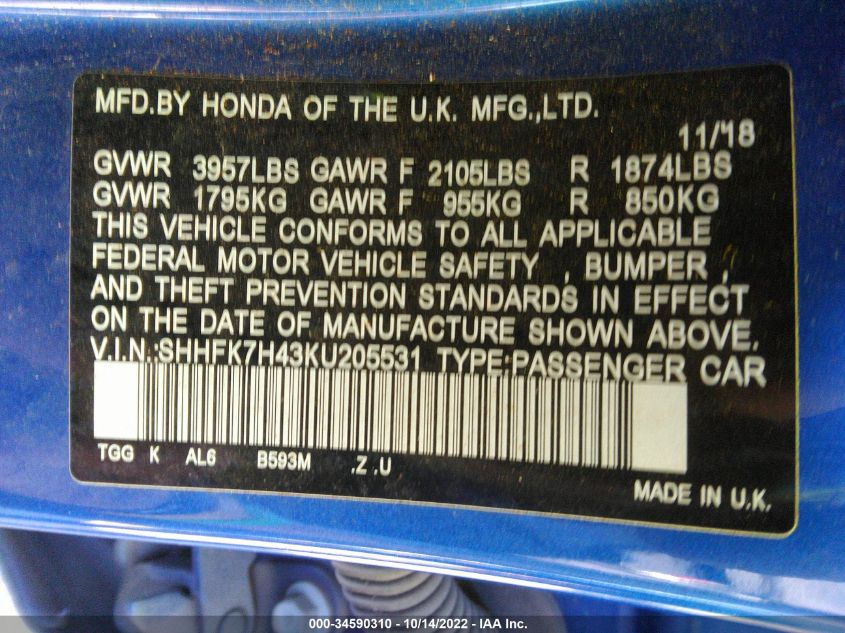 MFD.BY HONDA OF THE U.K. MFG.,LTD.
11/18
GVWR 3957LBS GAWR F 2105LBS R 1874LBS
GVWR 1795KG GAWR F 955KG R 850KG
THIS VEHICLE CONFORMS TO ALL APPLICABLE
FEDERAL MOTOR VEHICLE SAFETY , BUMPER ,
AND THEFT PREVENTION STANDARDS IN EFFECT
ON THE DATE OF MANUFACTURE SHOWN ABOVE.
V.I.N.:SHHFK7H43KU205531 TYPE:PASSENGER CAR
TGG K AL6 B593M .Z .U
MADE IN U.K.
000-34590310 - 10/14/2022 - IAA Inc.